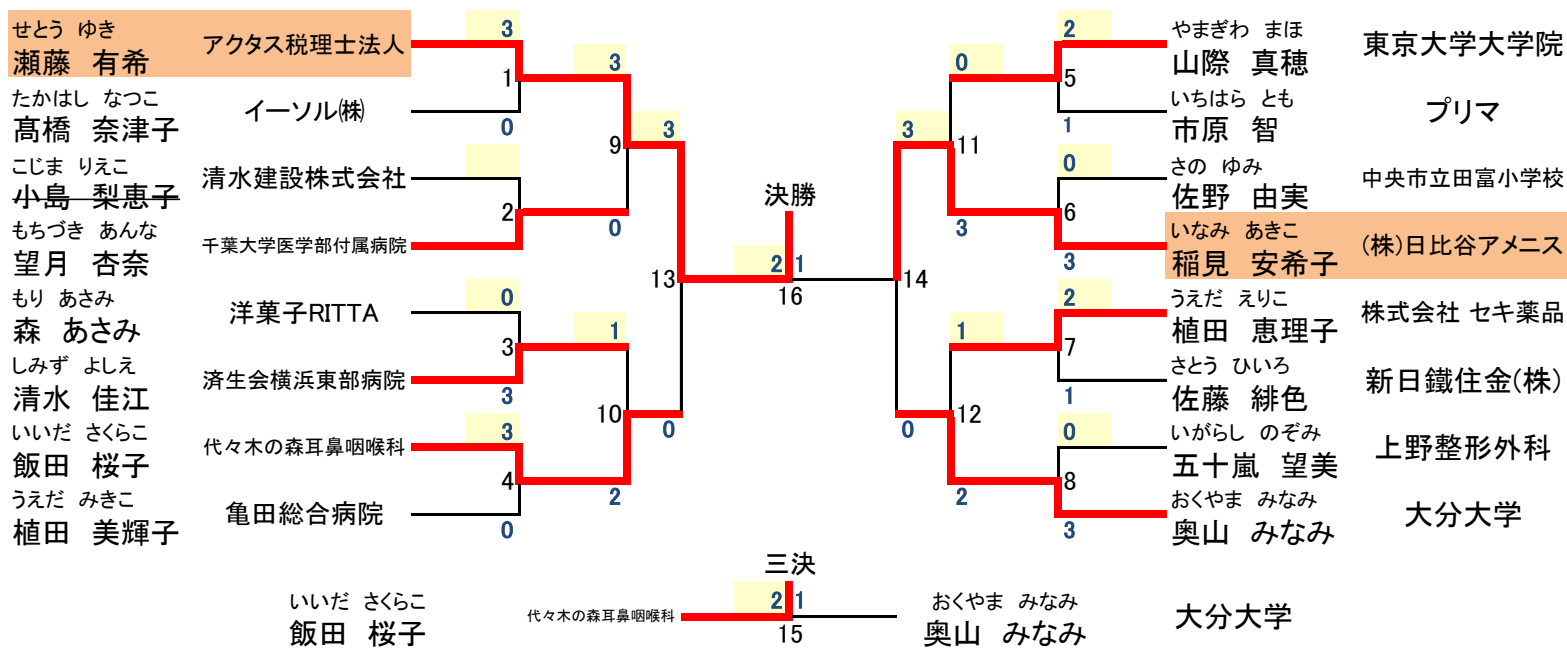 せとう ゆき
瀬藤 有希
アクタス税理士法人
3
1
たかはし なつこ
髙橋 奈津子
イーソル㈱
0
3
9
こじま りえこ
小島 梨恵子
清水建設株式会社
2
もちづき あんな
望月 杏奈
千葉大学医学部付属病院
0
3
13
もり あさみ
森 あさみ
洋菓子RITTA
0
3
しみず よしえ
清水 佳江
済生会横浜東部病院
3
1
10
いいだ さくらこ
飯田 桜子
代々木の森耳鼻咽喉科
3
4
うえだ みきこ
植田 美輝子
亀田総合病院
0
2
0
決勝
2 1
16
やまぎわ まほ
山際 真穂
東京大学大学院
2
5
いちはら とも
市原 智
プリマ
1
0
11
さの ゆみ
佐野 由実
中央市立田富小学校
0
6
いなみ あきこ
稲見 安希子
(株)日比谷アメニス
3
3
3
14
うえだ えりこ
植田 恵理子
株式会社 セキ薬品
2
7
さとう ひいろ
佐藤 緋色
新日鐵住金(株)
1
1
12
いがらし のぞみ
五十嵐 望美
上野整形外科
0
8
おくやま みなみ
奥山 みなみ
大分大学
3
2
0
三決
いいだ さくらこ
飯田 桜子
代々木の森耳鼻咽喉科
2 1
15
おくやま みなみ
奥山 みなみ
大分大学